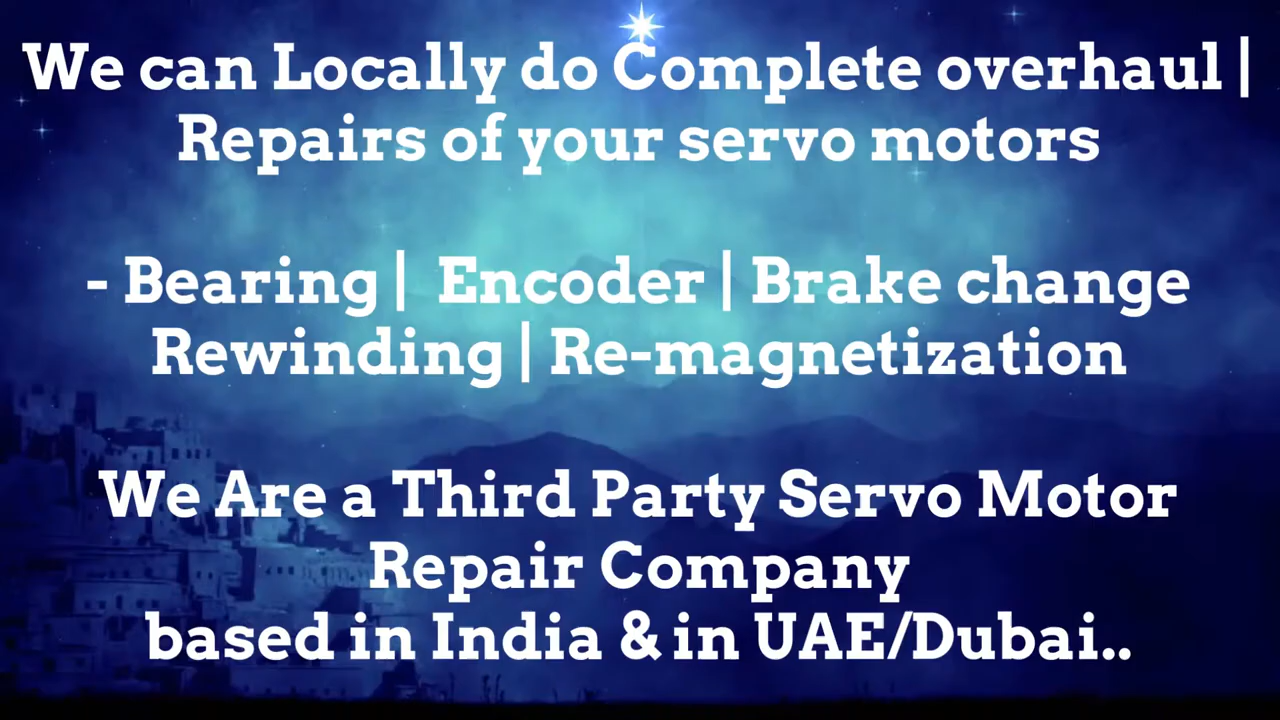 We can Locally do Complete overhaul |
Repairs of your servo motors
- Bearing | Encoder | Brake change
Rewinding | Re-magnetization
We Are a Third Party Servo Motor
Repair Company
based in India & in UAE/Dubai..